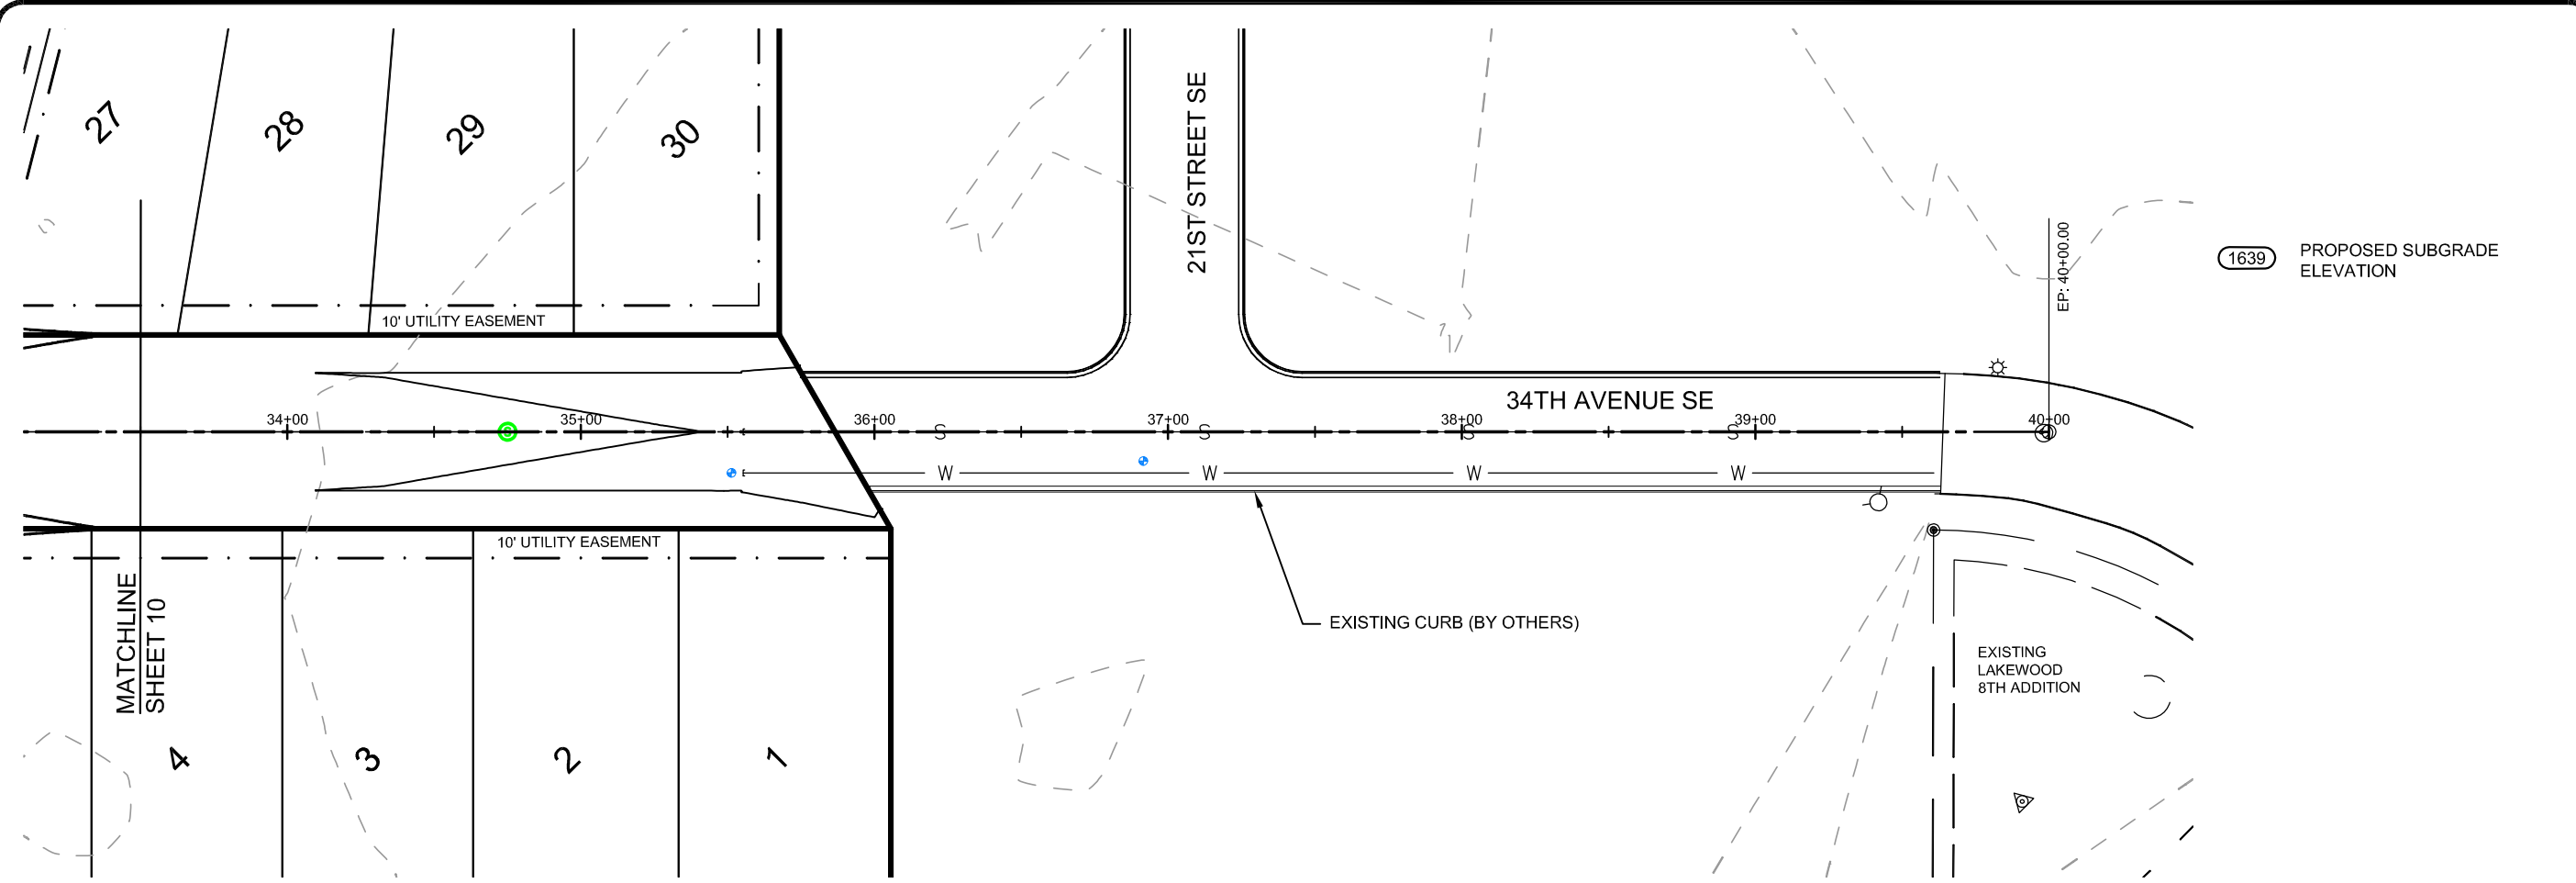 27
28
29
30
21ST STREET SE
EP: 40+00.00
1639
PROPOSED SUBGRADE
ELEVATION
10' UTILITY EASEMENT
34TH AVENUE SE
34+00
35+00
36+00
37+00
38+00
39+00
40+00
S
S
S
S
S
W
W
W
W
10' UTILITY EASEMENT
MATCHLINE
SHEET 10
EXISTING CURB (BY OTHERS)
EXISTING
LAKEWOOD
8TH ADDITION
4
3
2
1